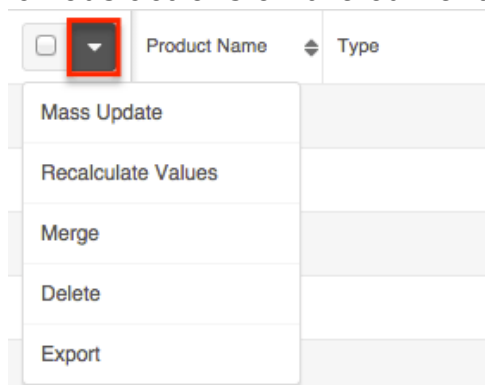 Product Name Type
Mass Update
Recalculate Values
Merge
Delete
Export